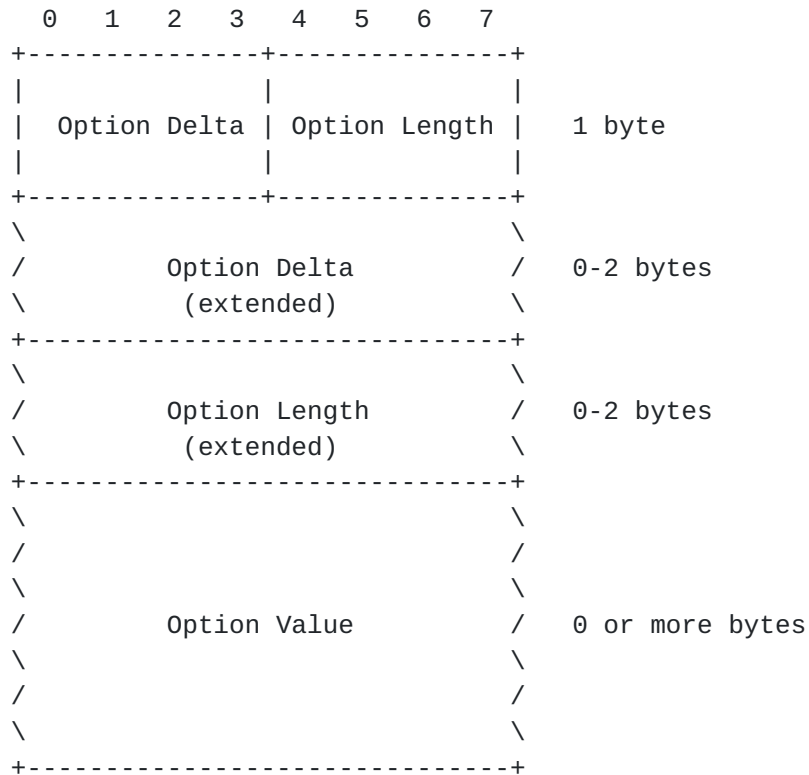 0 1 2 3 4 5 6 7
Option Delta Option Length 1 byte
Option Delta 0-2 bytes
(extended)
Option Length 0-2 bytes
(extended)
Option Value 0 or more bytes